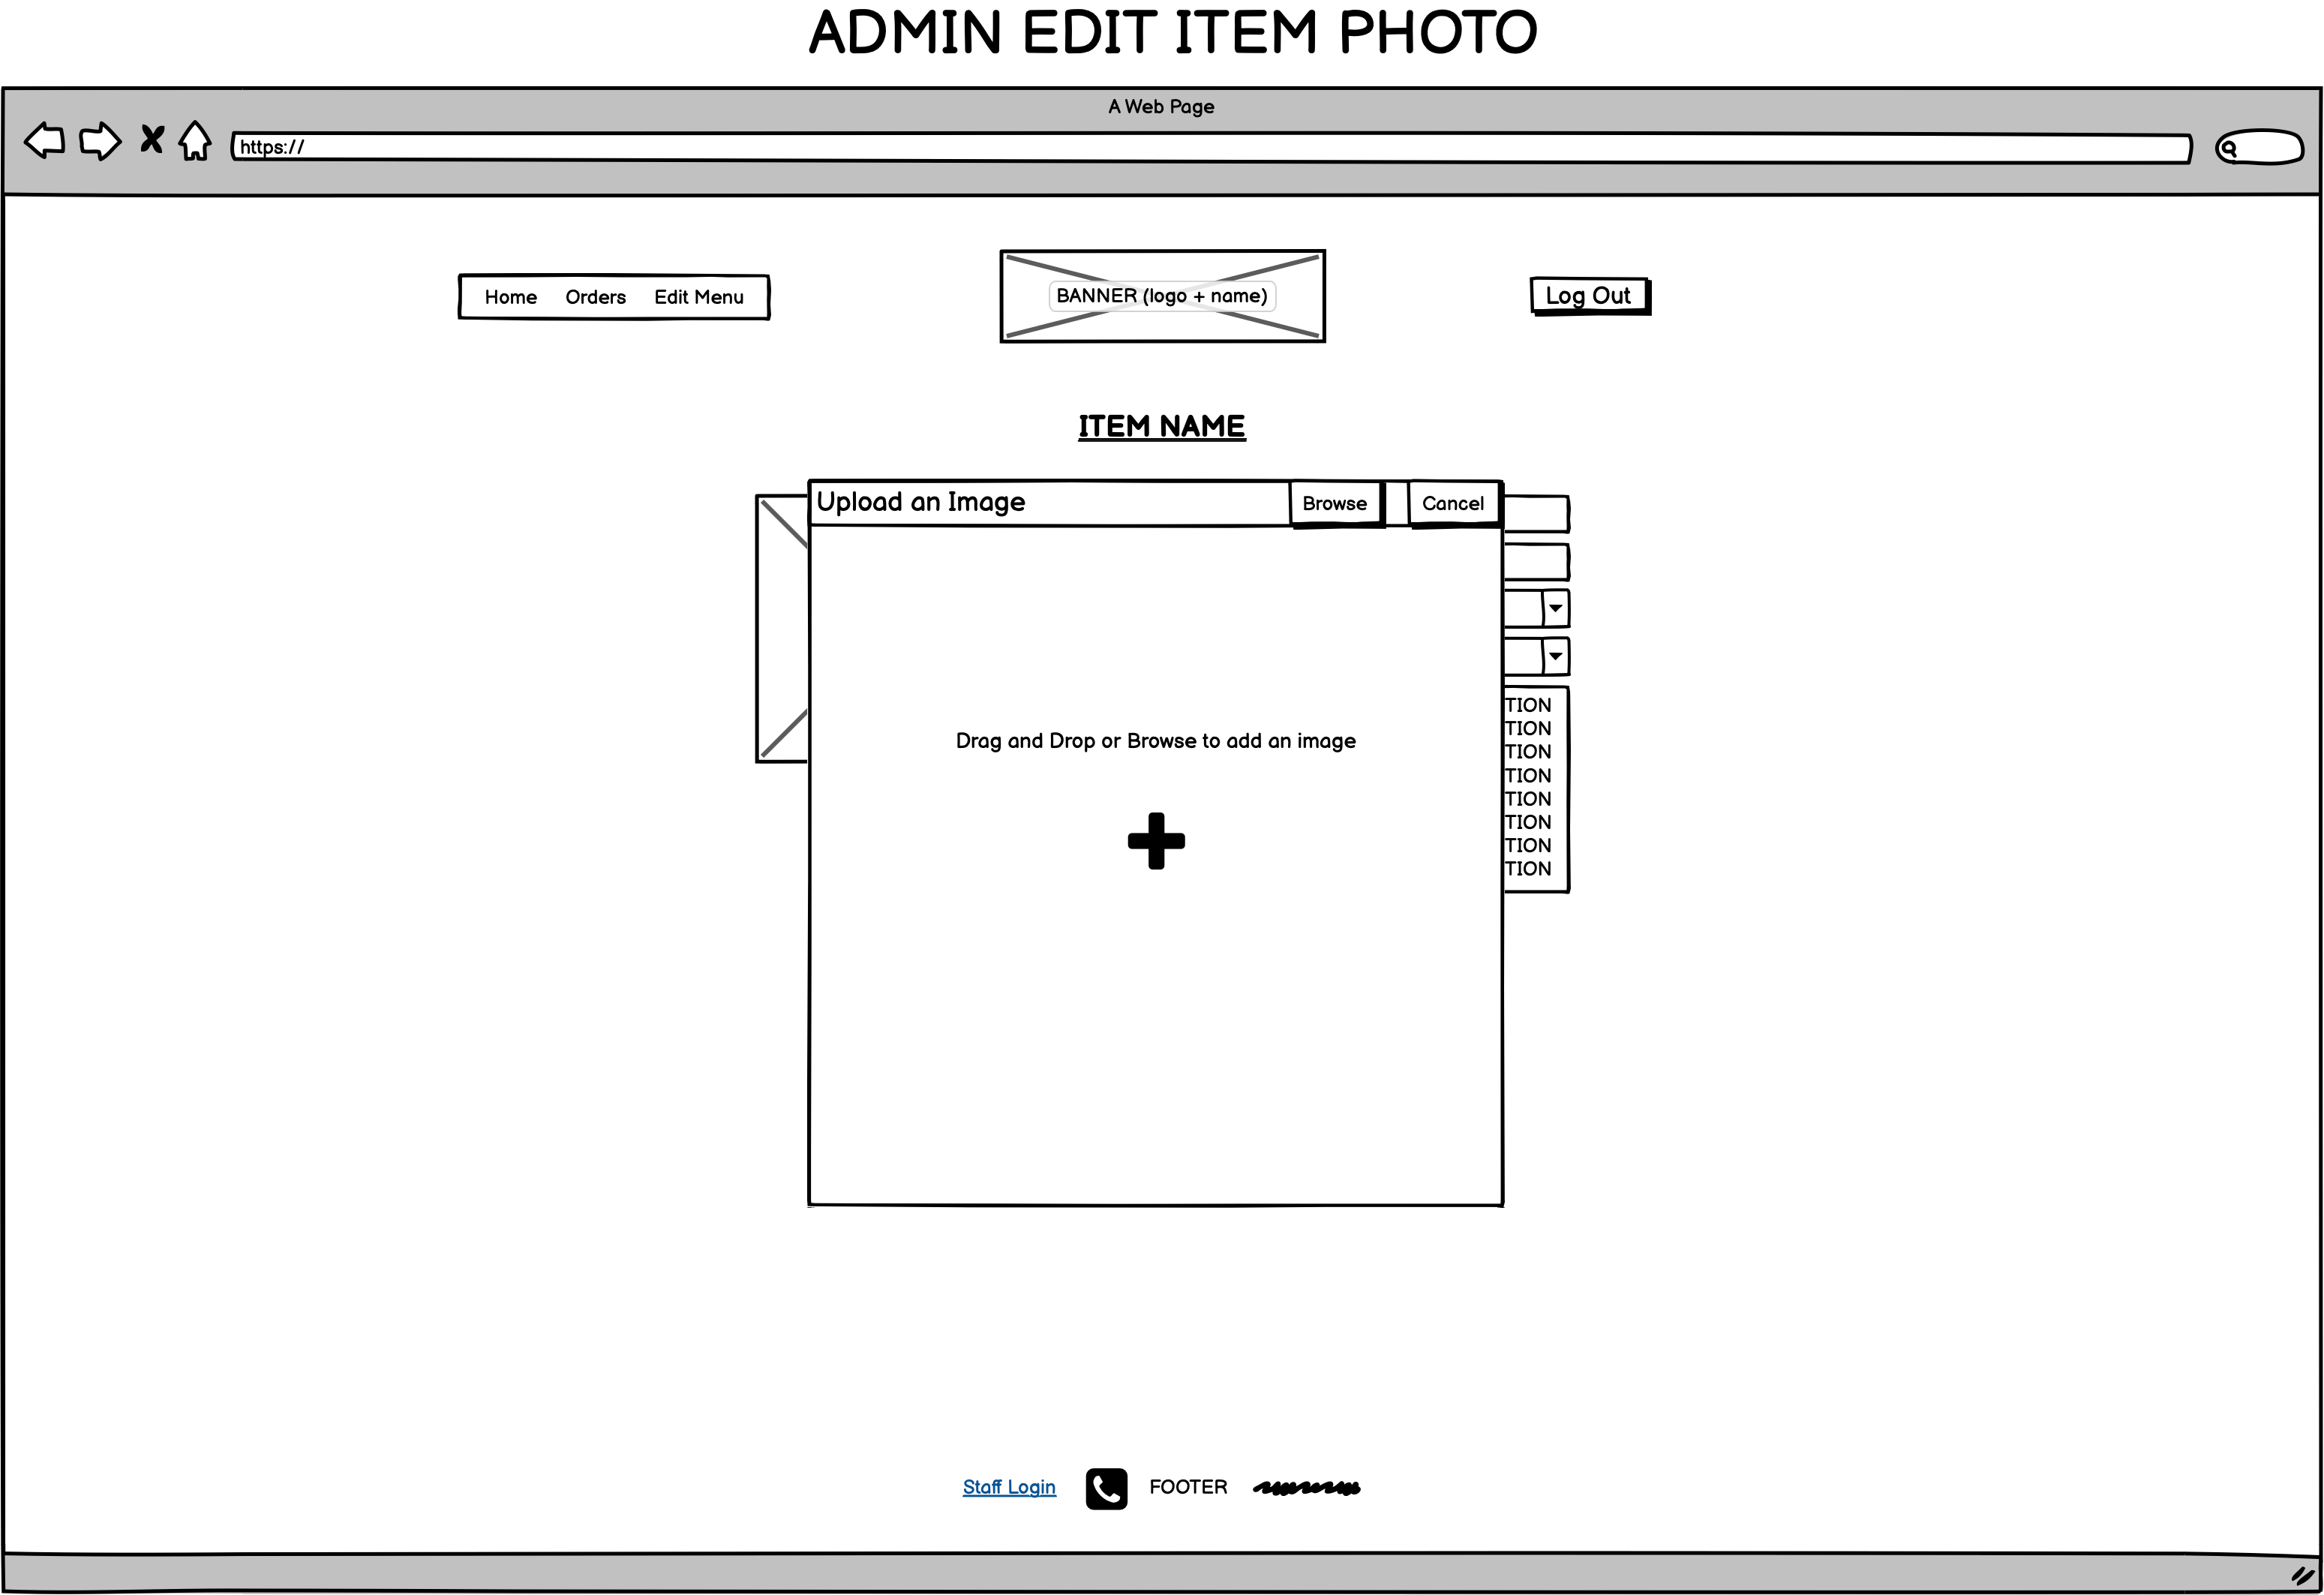 ADMIN EDIT ITEM PHOTO
A Web Page
https://
Home Orders Edit Menu
BANNER (logo + name)
Log Out
ITEM NAME
Upload an Image
Browse
Cancel
TION
TION
TION
TION
TION
TION
TION
TION
Drag and Drop or Browse to add an image
Staff Login
FOOTER